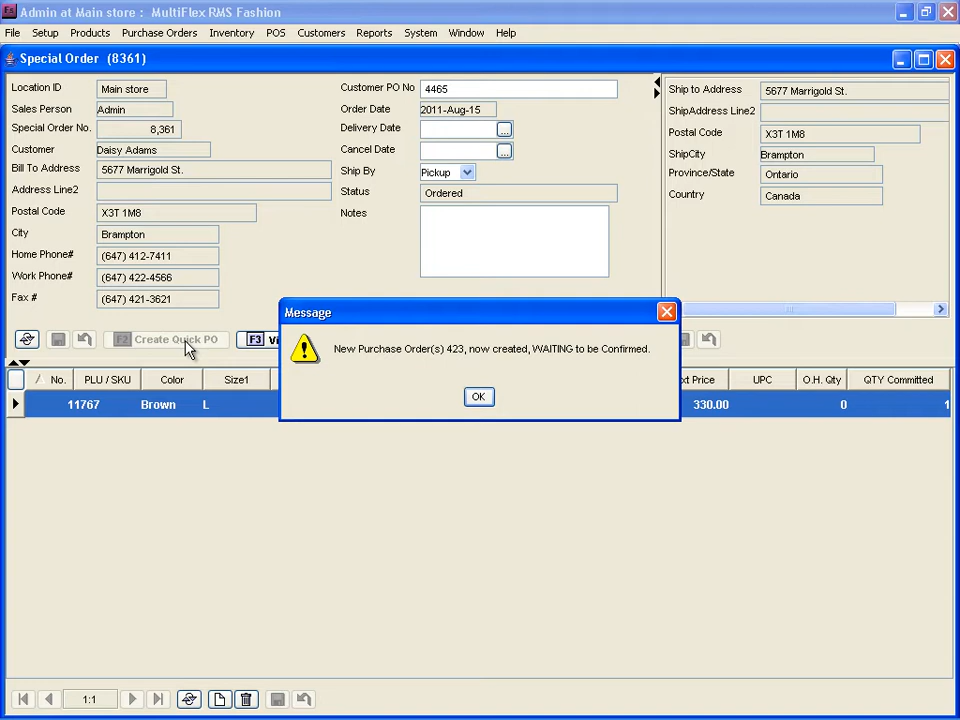 Admin at Main store : MultiFlex RMS Fashion
File Setup Products Purchase Orders Inventory POS Customers Reports System Window Help
Special Order (8361)
Location ID Main store Customer PO No 4465 Ship to Address 5677 Marrigold St.
Sales Person Admin Order Date 2011-Aug-15 ShipAddress Line2
Special Order No. 8,361 Delivery Date ... Postal Code X3T 1M8
Customer Daisy Adams Cancel Date ... ShipCity Brampton
Bill To Address 5677 Marrigold St. Ship By Pickup Province/State Ontario
Address Line2 Status Ordered Country Canada
Postal Code X3T 1M8 Notes
City Brampton
Home Phone# (647) 412-7411
Work Phone# (647) 422-4566
Fax # (647) 421-3621
Message
New Purchase Order(s) 423, now created, WAITING to be Confirmed.
OK
F2 Create Quick PO F3
No. PLU / SKU Color Size1 Price UPC O.H. Qty QTY Committed
11767 Brown L 330.00 0 1
1:1